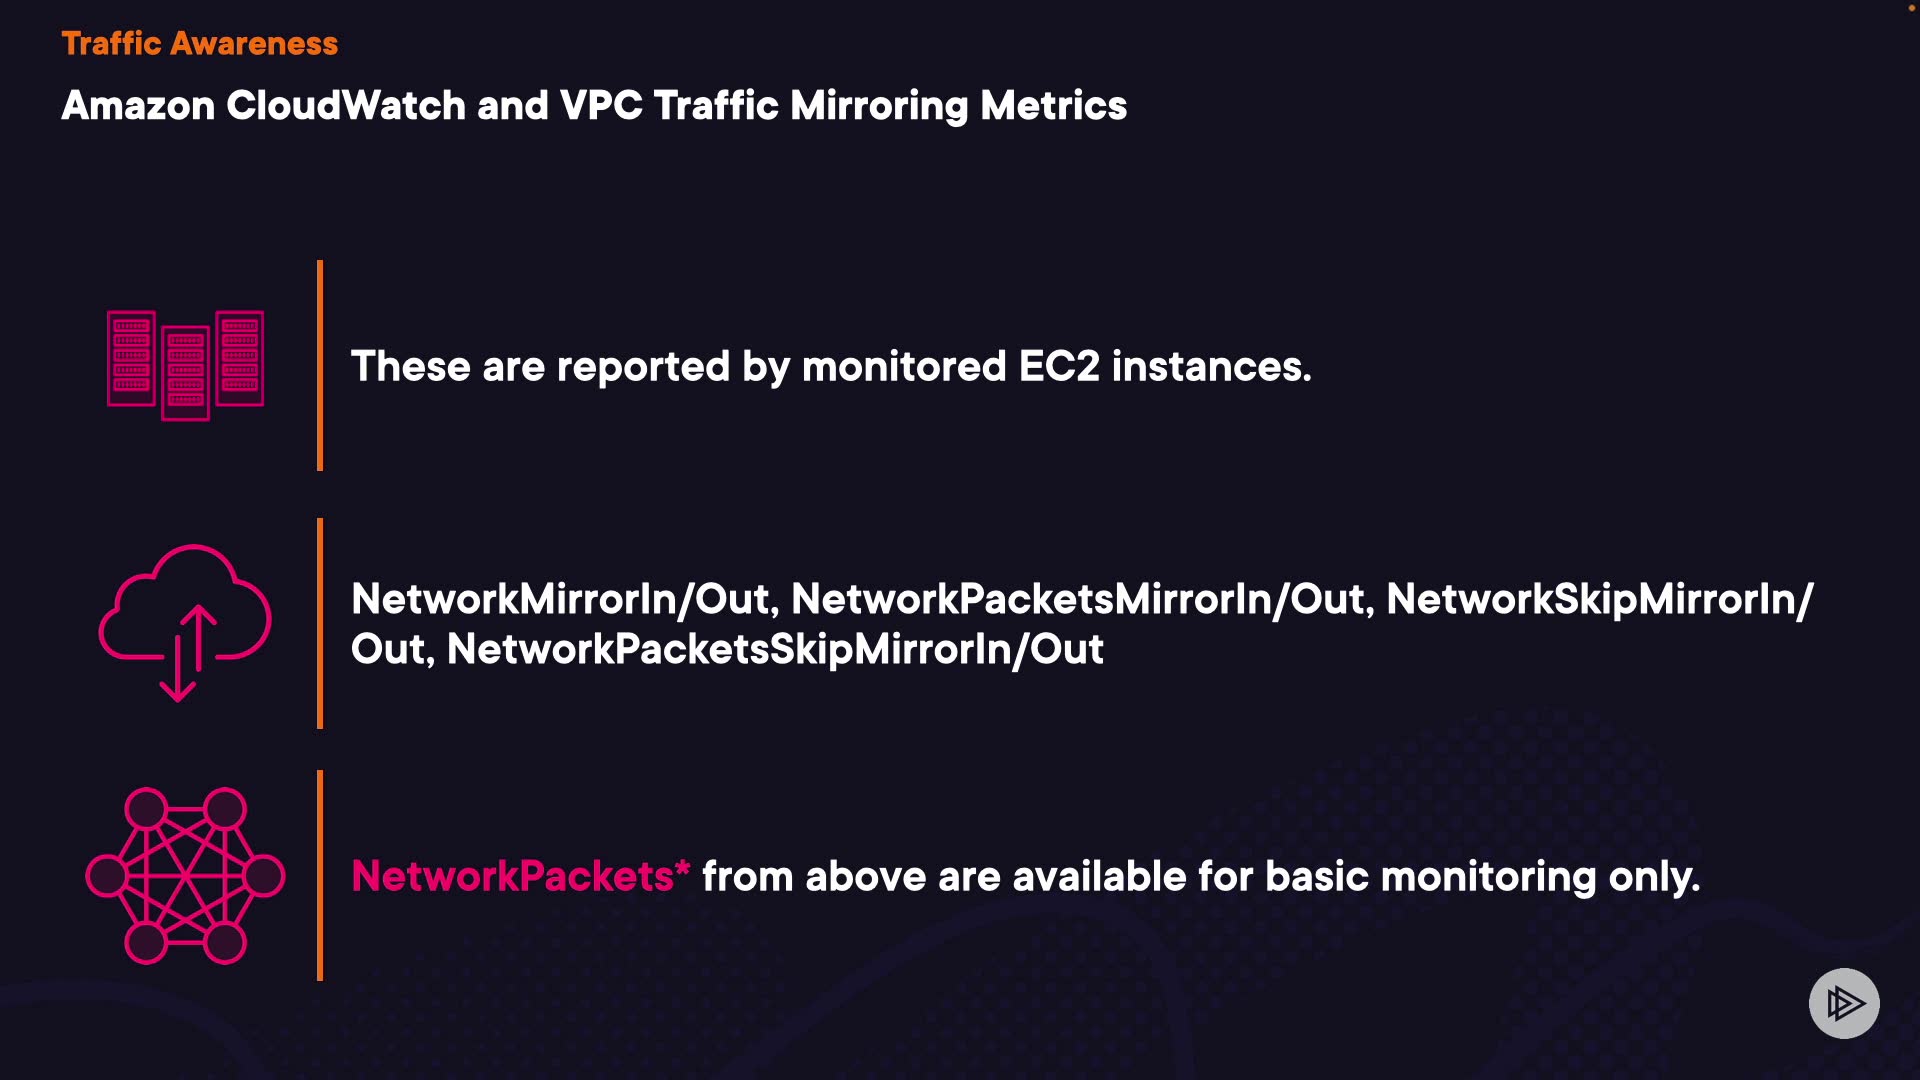 Traffic Awareness
Amazon CloudWatch and VPC Traffic Mirroring Metrics
These are reported by monitored EC2 instances.
NetworkMirrorIn/Out, NetworkPacketsMirrorIn/Out, NetworkSkipMirrorIn/
Out, NetworkPacketsSkipMirrorIn/Out
NetworkPackets* from above are available for basic monitoring only.